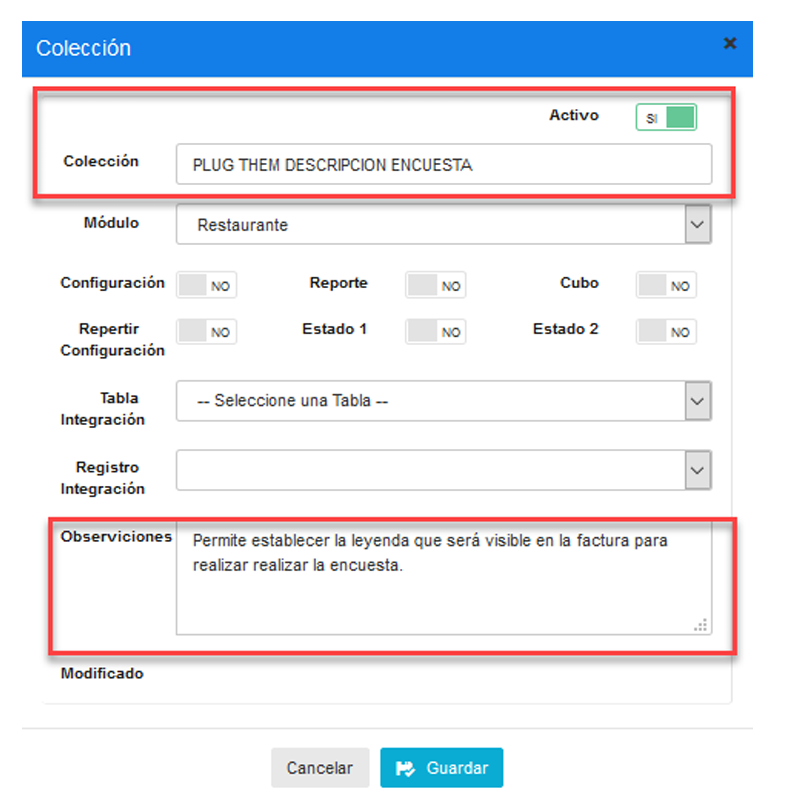 Colección
Activo SI
Colección PLUG THEM DESCRIPCION ENCUESTA
Módulo Restaurante
Configuración NO Reporte NO Cubo NO
Repertir Configuración NO Estado 1 NO Estado 2 NO
Tabla Integración -- Seleccione una Tabla --
Registro Integración
Observiciones Permite establecer la leyenda que será visible en la factura para
realizar realizar la encuesta.
Modificado
Cancelar Guardar